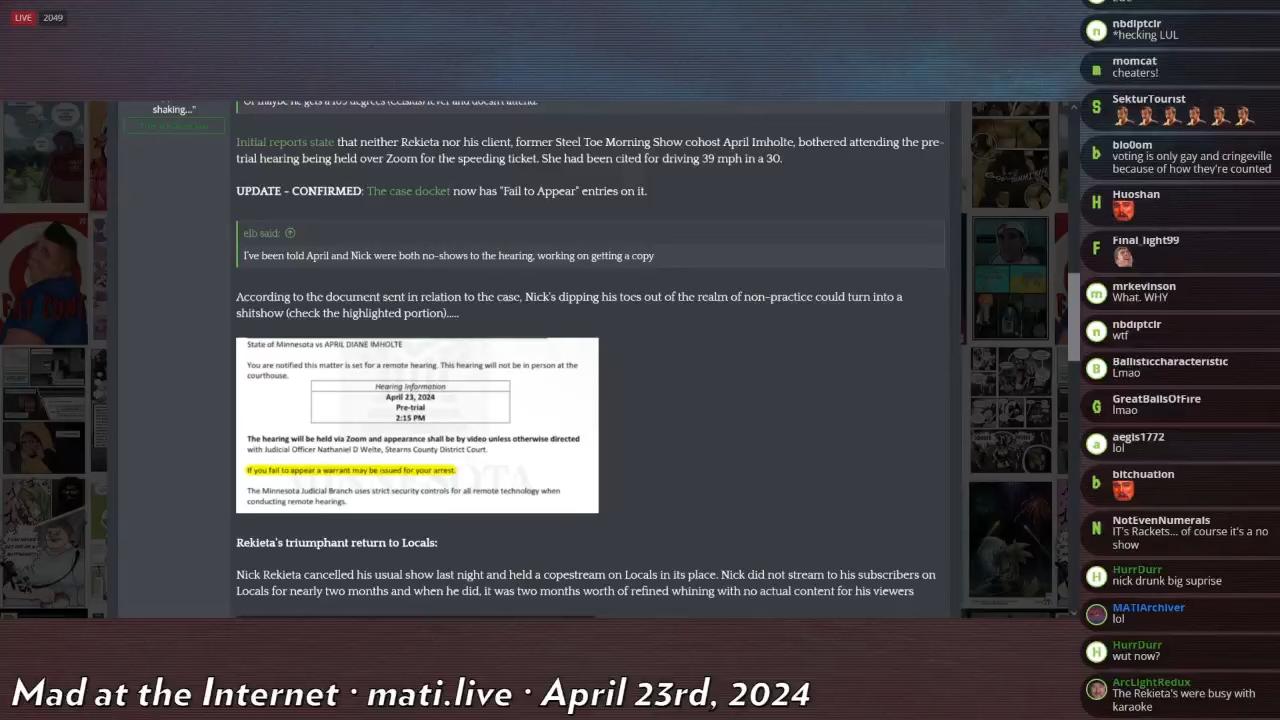 LIVE 2049
shaking..."
Or maybe he gets a 105 degrees (Celsius) fever and doesn't attend.
Initial reports state that neither Rekieta nor his client, former Steel Toe Morning Show cohost April Imholte, bothered attending the pre-
trial hearing being held over Zoom for the speeding ticket. She had been cited for driving 39 mph in a 30.
UPDATE - CONFIRMED: The case docket now has "Fail to Appear" entries on it.
elb said:
I've been told April and Nick were both no-shows to the hearing, working on getting a copy
According to the document sent in relation to the case, Nick's dipping his toes out of the realm of non-practice could turn into a
shitshow (check the highlighted portion).....
State of Minnesota vs APRIL DIANE IMHOLTE
You are notified this matter is set for a remote hearing. This hearing will not be in person at the
courthouse.
Hearing Information
April 23, 2024
Pre-trial
2:15 PM
The hearing will be held via Zoom and appearance shall be by video unless otherwise directed
with Judicial Officer Nathaniel D Welte, Stearns County District Court.
If you fail to appear a warrant may be issued for your arrest.
The Minnesota Judicial Branch uses strict security controls for all remote technology when
conducting remote hearings.
Rekieta's triumphant return to Locals:
Nick Rekieta cancelled his usual show last night and held a copestream on Locals in its place. Nick did not stream to his subscribers on
Locals for nearly two months and when he did, it was two months worth of refined whining with no actual content for his viewers
nbdiptclr
*hecking LUL
momcat
cheaters!
SekturTourist
blo0om
voting is only gay and cringeville
because of how they're counted
Huoshan
Final_light99
mrkevinson
What. WHY
nbdiptclr
wtf
Ballisticcharacteristic
Lmao
GreatBallsOfFire
lmao
aegis1772
lol
bitchuation
NotEvenNumerals
IT's Rackets... of course it's a no
show
HurrDurr
nick drunk big suprise
MATIArchiver
lol
HurrDurr
wut now?
ArcLightRedux
The Rekieta's were busy with
karaoke
Mad at the Internet · mati.live · April 23rd, 2024